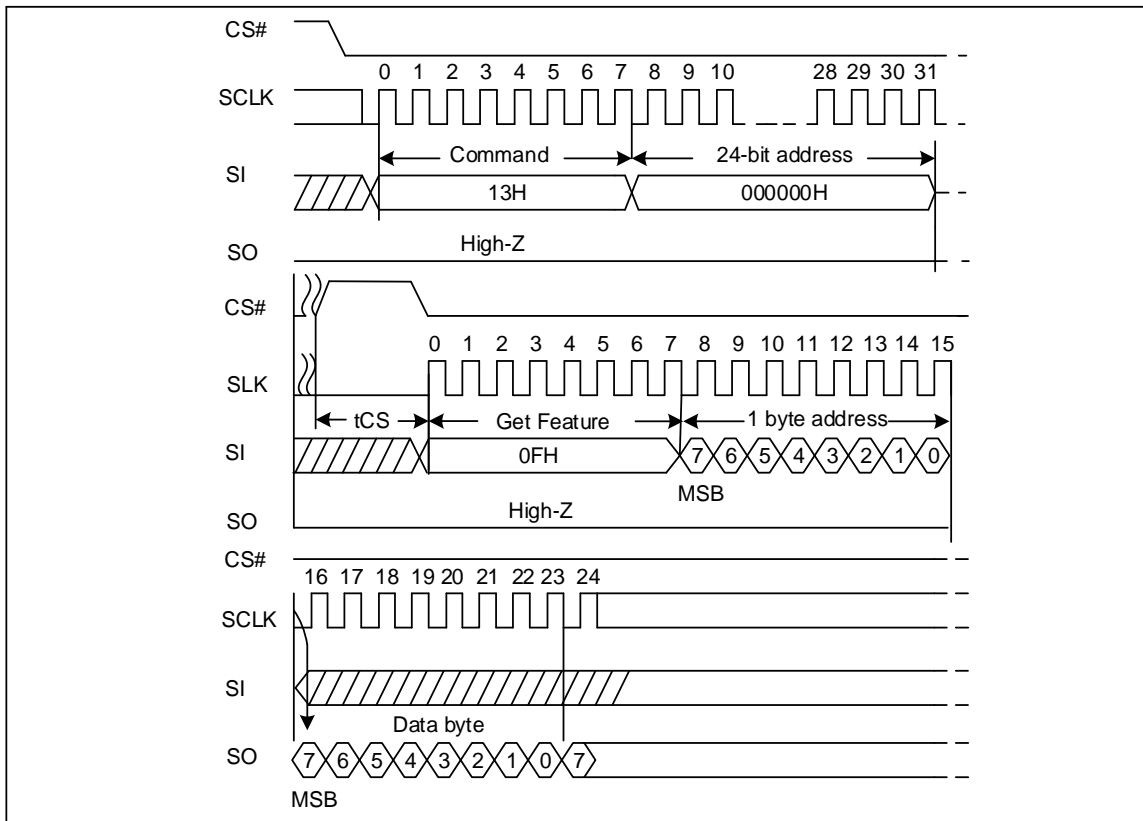 CS#
0 1 2 3 4 5 6 7 8 9 10 28 29 30 31
SCLK
Command 24-bit address
SI
13H 000000H
SO High-Z
CS#
0 1 2 3 4 5 6 7 8 9 10 11 12 13 14 15
SLK
tCS Get Feature 1 byte address
SI
0FH 7 6 5 4 3 2 1 0
MSB
SO High-Z
CS#
16 17 18 19 20 21 22 23 24
SCLK
SI
Data byte
SO 7 6 5 4 3 2 1 0 7
MSB